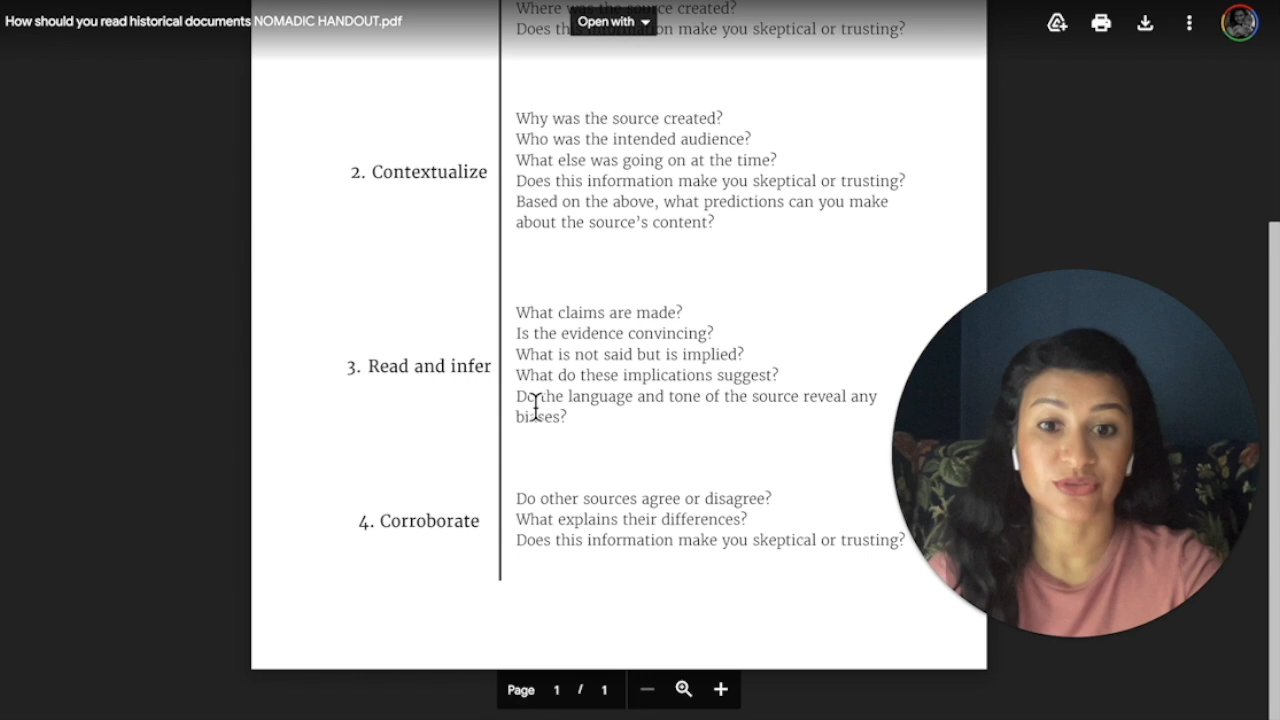 How should you read historical documents NOMADIC HANDOUT.pdf
Open with
Where was the source created?
Does this information make you skeptical or trusting?
2. Contextualize
Why was the source created?
Who was the intended audience?
What else was going on at the time?
Does this information make you skeptical or trusting?
Based on the above, what predictions can you make
about the source's content?
3. Read and infer
What claims are made?
Is the evidence convincing?
What is not said but is implied?
What do these implications suggest?
Do the language and tone of the source reveal any
biases?
4. Corroborate
Do other sources agree or disagree?
What explains their differences?
Does this information make you skeptical or trusting?
Page 1 / 1